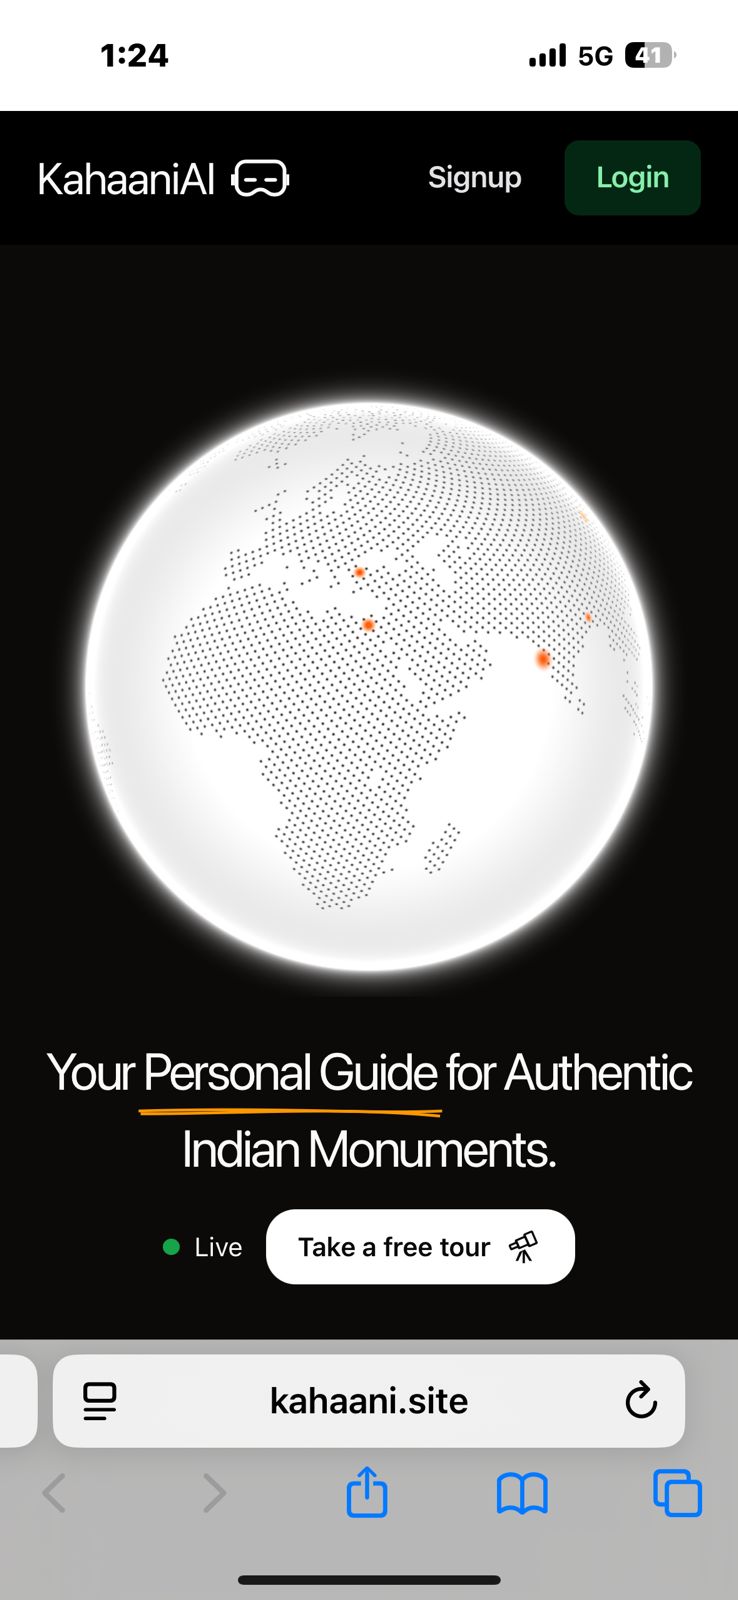 1:24 5G 41
KahaaniAI Signup Login
Your Personal Guide for Authentic
Indian Monuments.
Live Take a free tour
kahaani.site